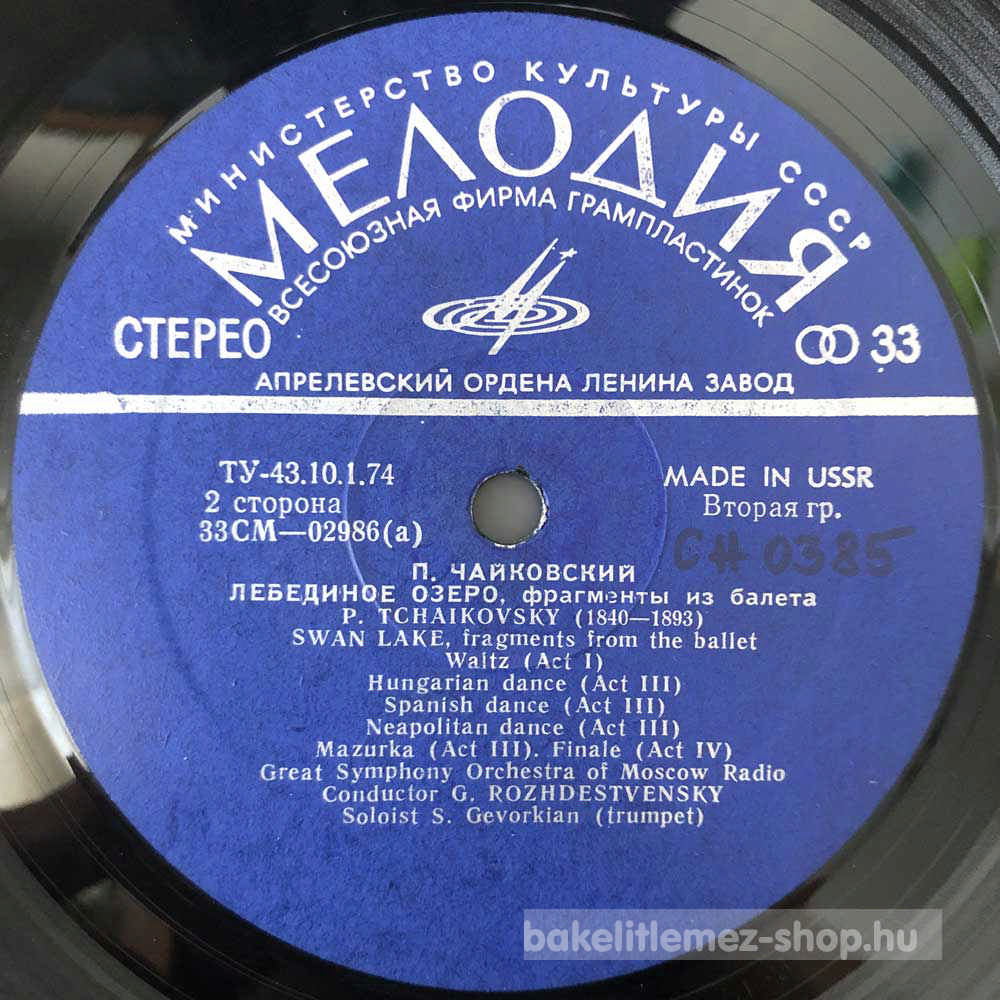 МИНИСТЕРСТВО КУЛЬТУРЫ СССР
МЕЛОДИЯ
ВСЕСОЮЗНАЯ ФИРМА ГРАМПЛАСТИНОК
СТЕРЕО
33
АПРЕЛЕВСКИЙ ОРДЕНА ЛЕНИНА ЗАВОД
ТУ-43.10.1.74
2 сторона
33СМ—02986(а)
MADE IN USSR
Вторая гр.
СН 0385
П. ЧАЙКОВСКИЙ
ЛЕБЕДИНОЕ ОЗЕРО, фрагменты из балета
P. TCHAIKOVSKY (1840—1893)
SWAN LAKE, fragments from the ballet
Waltz (Act I)
Hungarian dance (Act III)
Spanish dance (Act III)
Neapolitan dance (Act III)
Mazurka (Act III). Finale (Act IV)
Great Symphony Orchestra of Moscow Radio
Conductor G. ROZHDESTVENSKY
Soloist S. Gevorkian (trumpet)
bakelitlemez-shop.hu